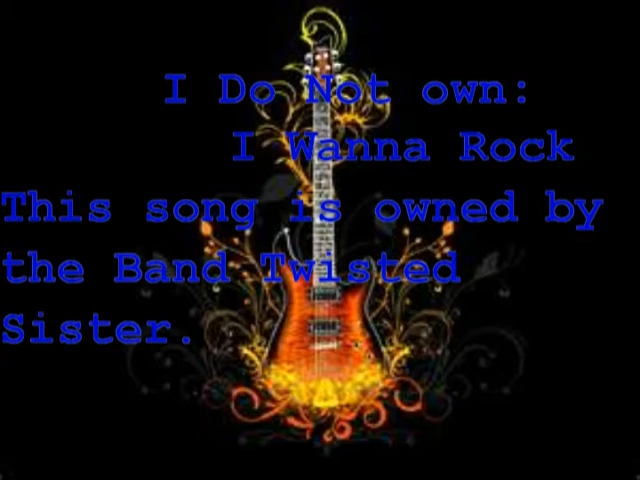 I Do Not own:
I Wanna Rock
This song is owned by
the Band Twisted
Sister.